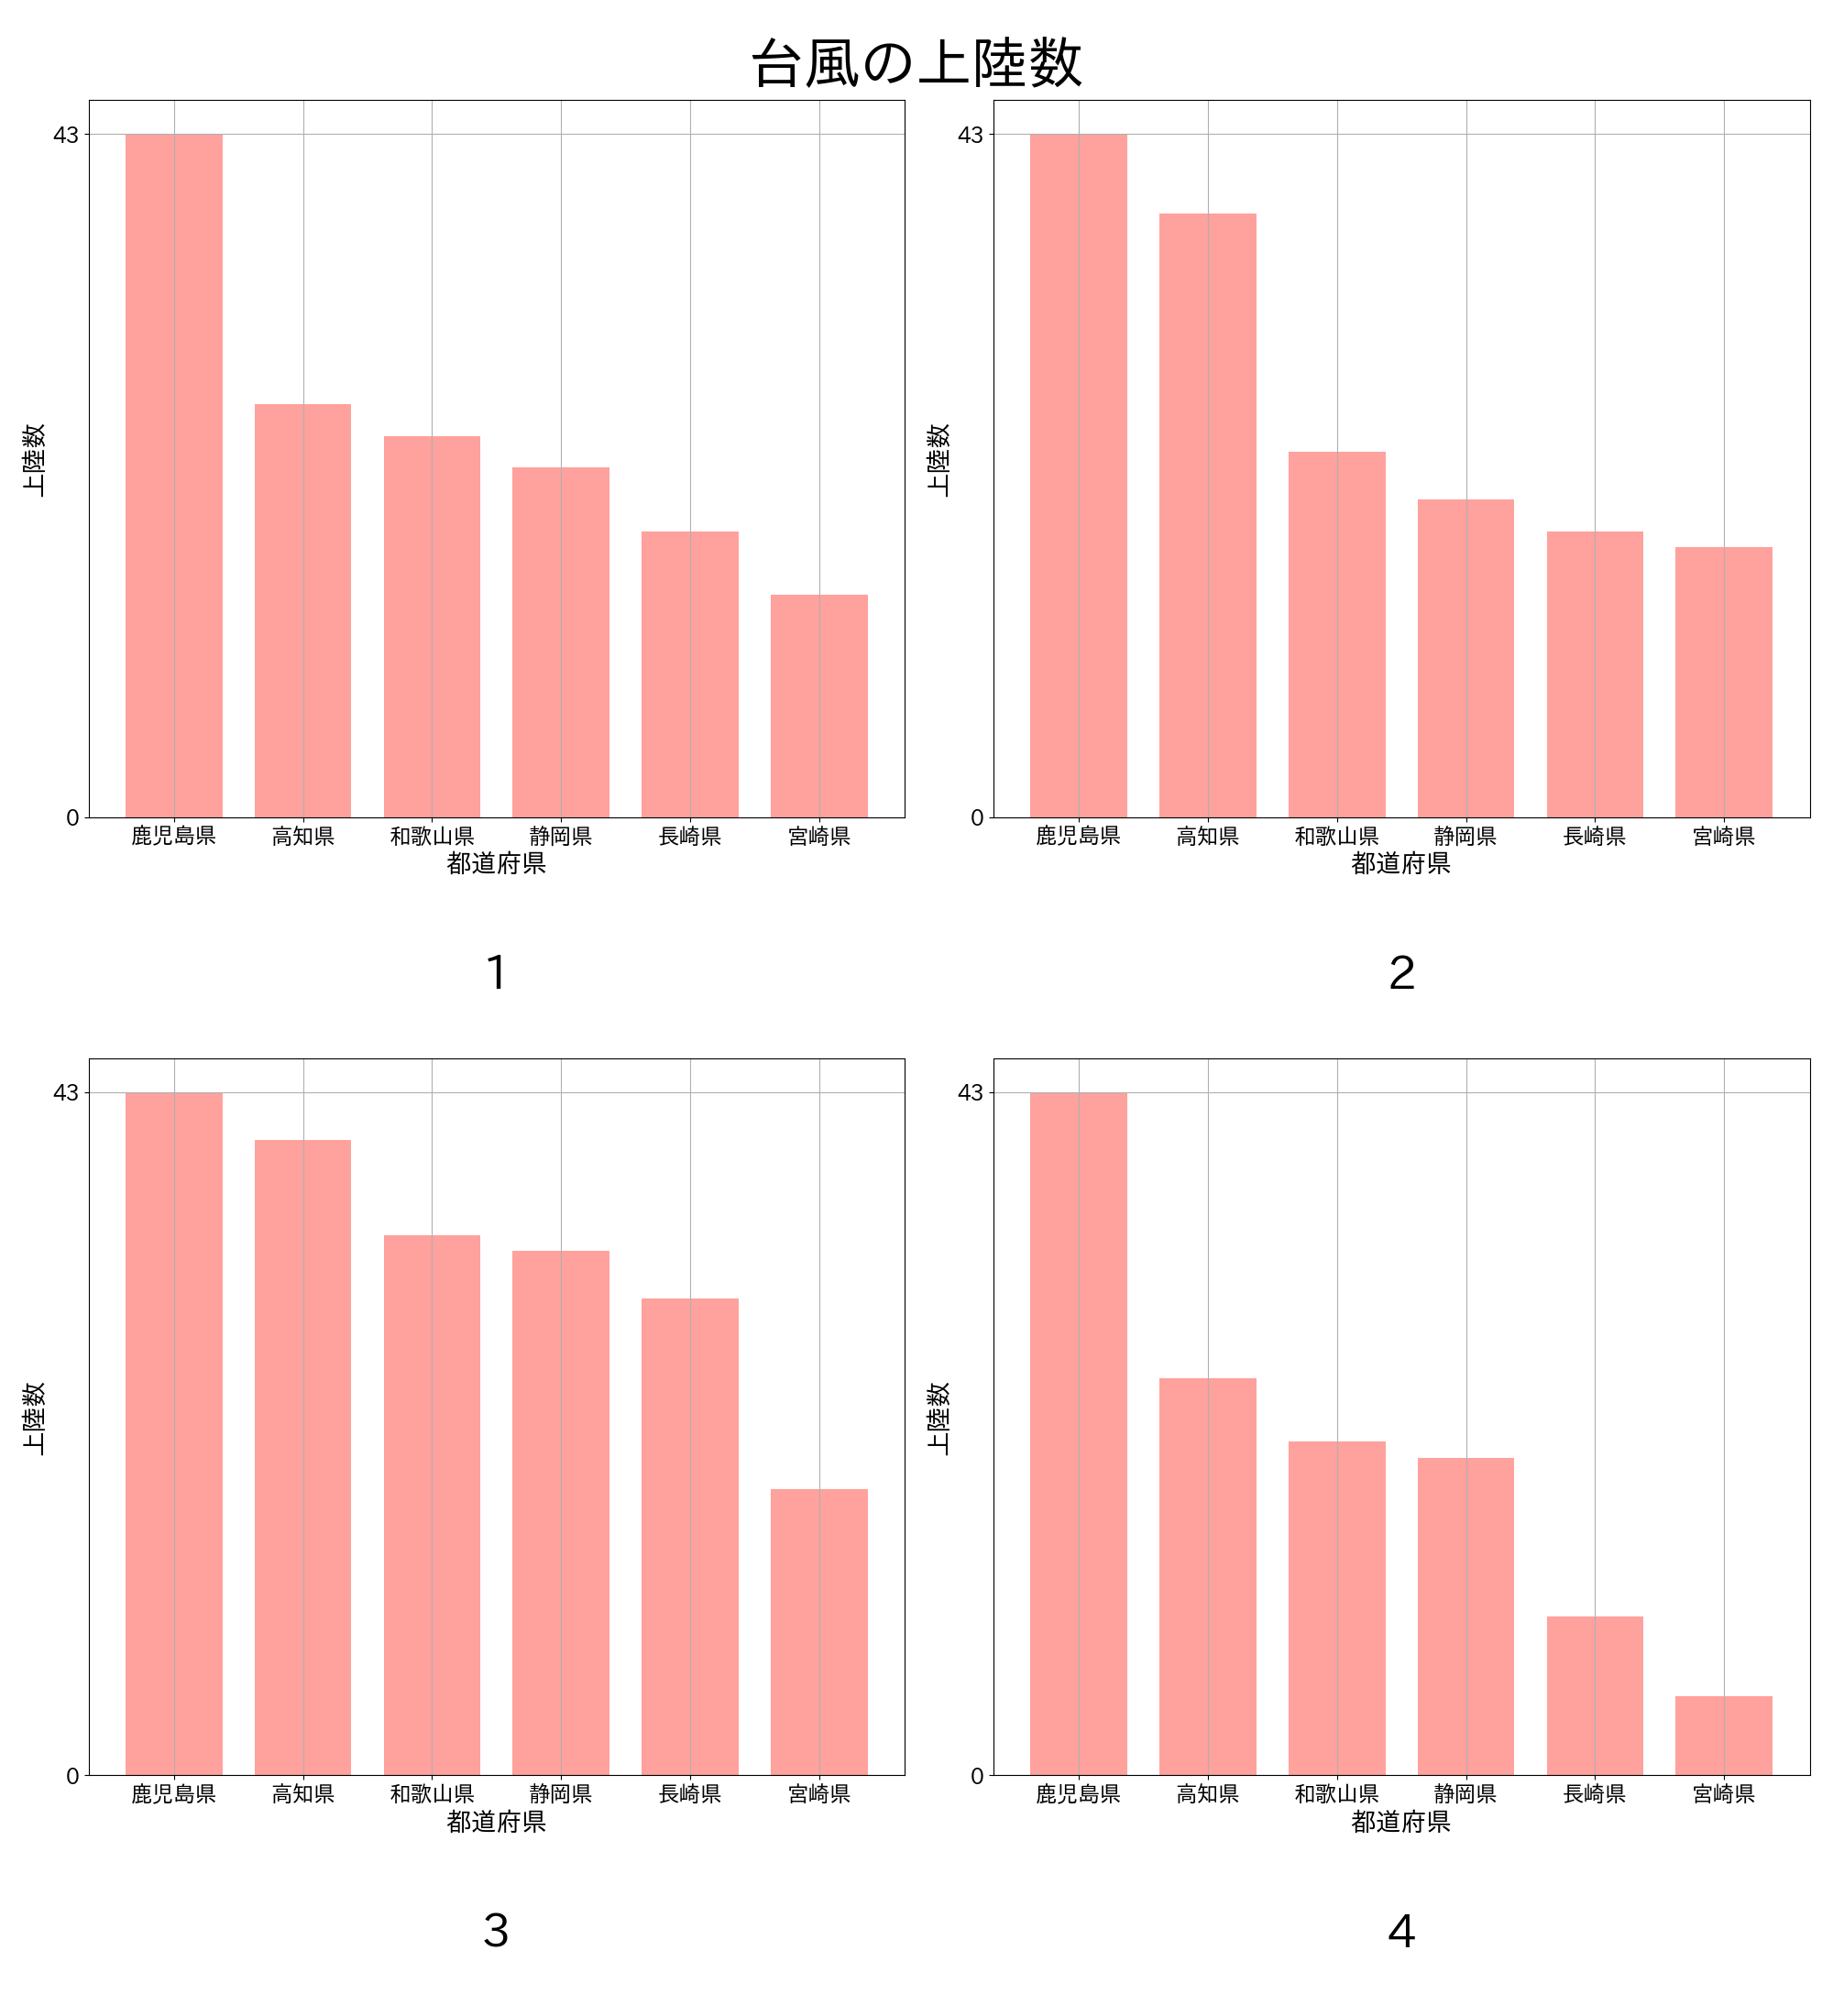 台風の上陸数
43
0
上陸数
鹿児島県 高知県 和歌山県 静岡県 長崎県 宮崎県
都道府県
1
43
0
上陸数
鹿児島県 高知県 和歌山県 静岡県 長崎県 宮崎県
都道府県
2
43
0
上陸数
鹿児島県 高知県 和歌山県 静岡県 長崎県 宮崎県
都道府県
3
43
0
上陸数
鹿児島県 高知県 和歌山県 静岡県 長崎県 宮崎県
都道府県
4